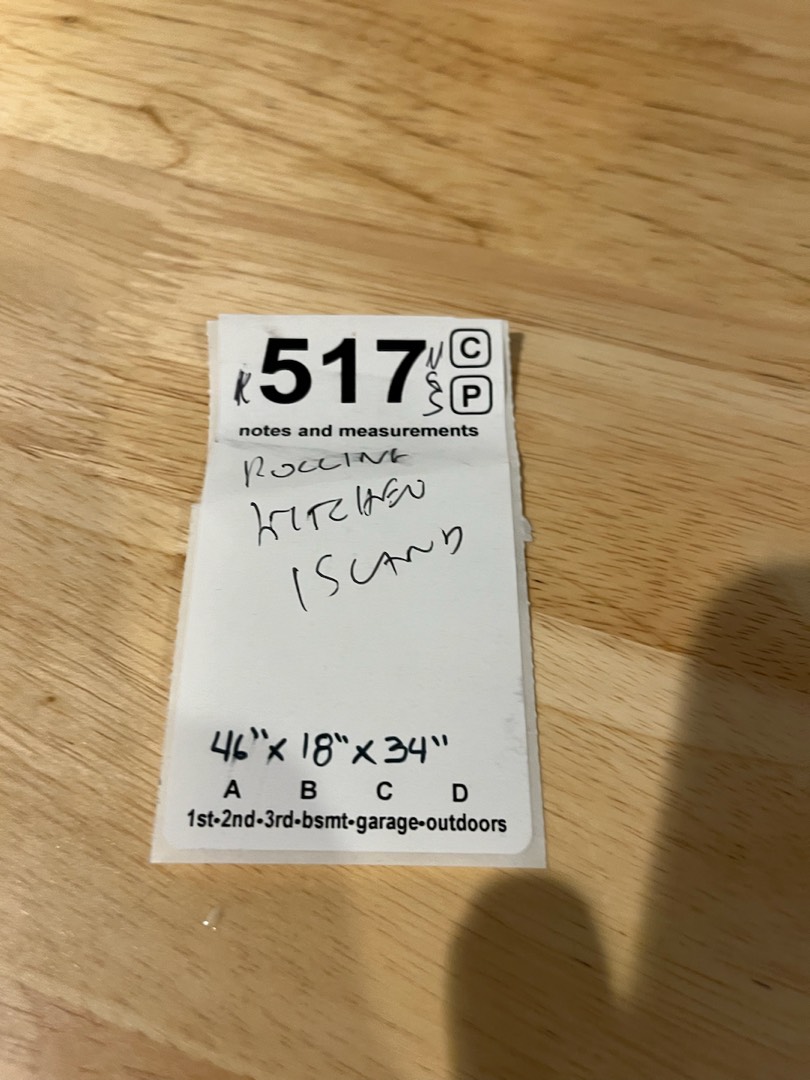 K 517 C
P
notes and measurements
ROLLING
KITCHEN
ISLAND
46" x 18" x 34"
A B C D
1st•2nd•3rd•bsmt•garage•outdoors